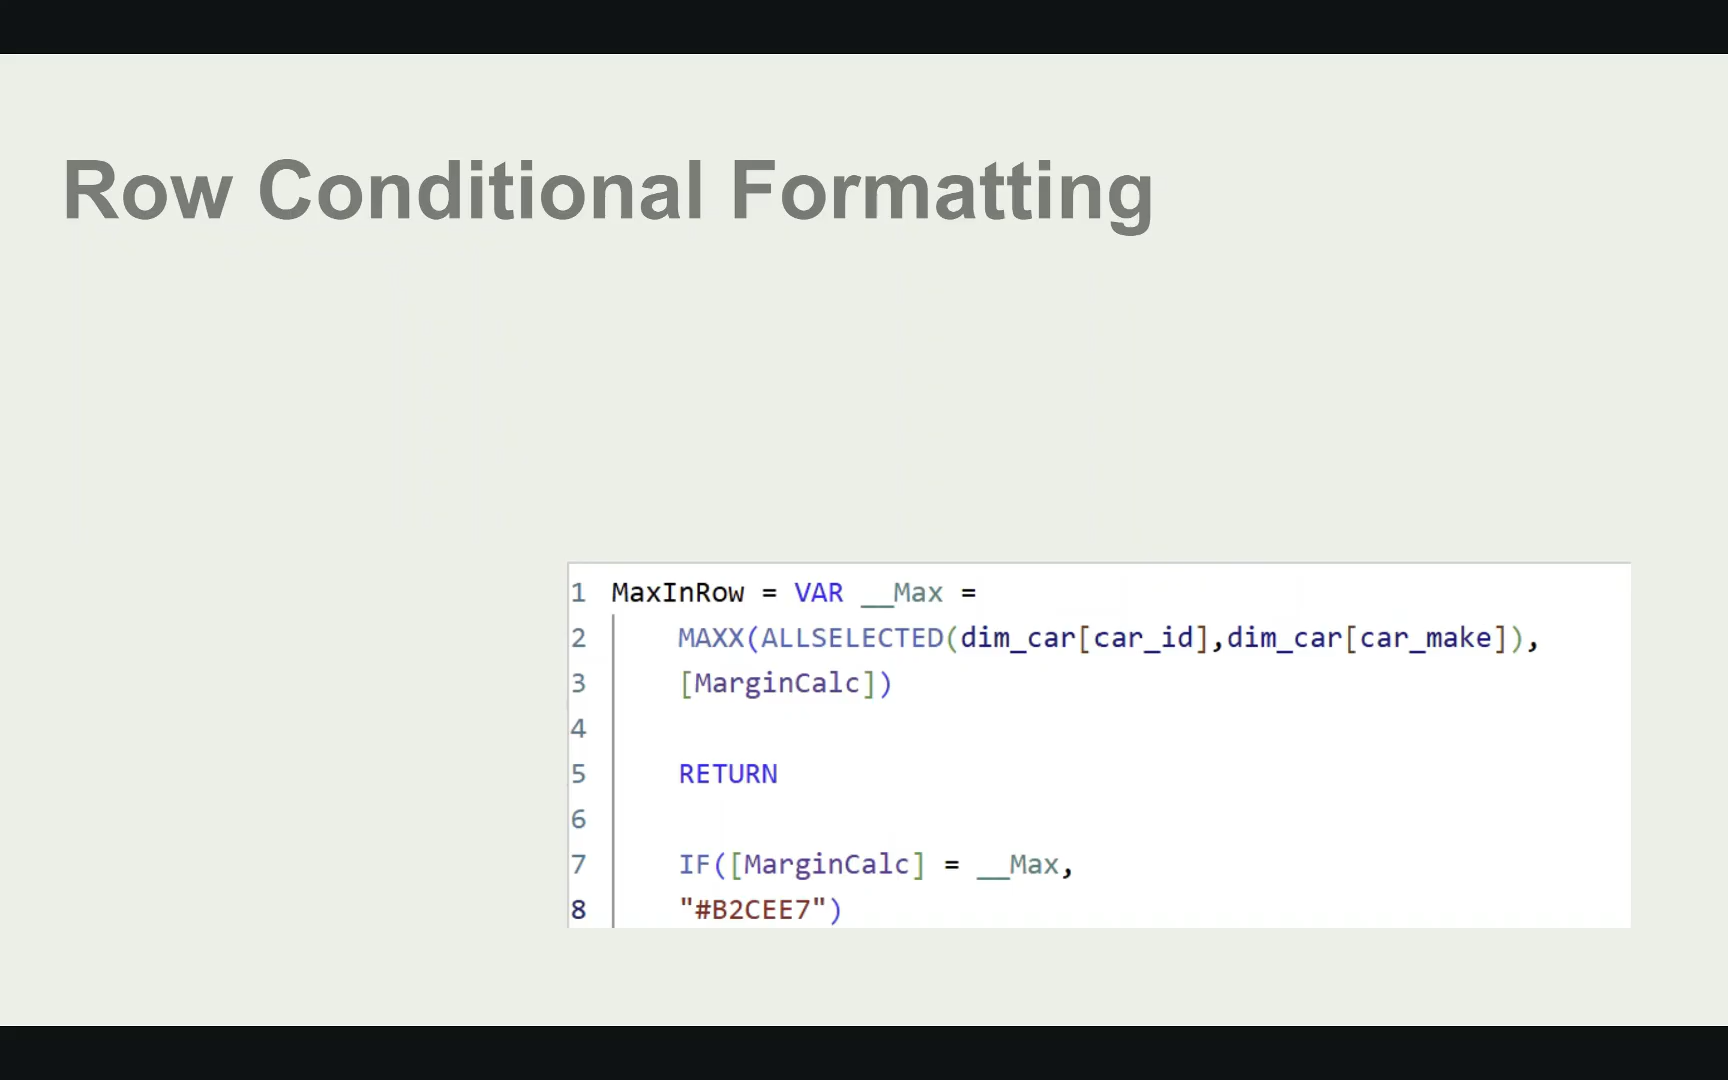 Row Conditional Formatting
1 MaxInRow = VAR __Max =
2 MAXX(ALLSELECTED(dim_car[car_id],dim_car[car_make]),
3 [MarginCalc])
4
5 RETURN
6
7 IF([MarginCalc] = __Max,
8 "#B2CEE7")